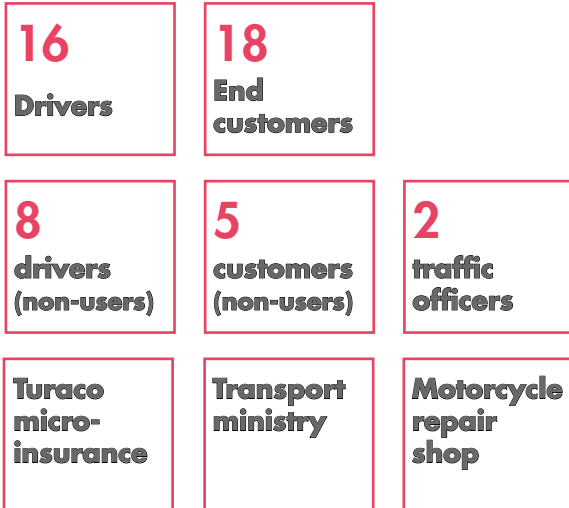 16
Drivers
18
End
customers
8
drivers
(non-users)
5
customers
(non-users)
2
traffic
officers
Turaco
micro-
insurance
Transport
ministry
Motorcycle
repair
shop